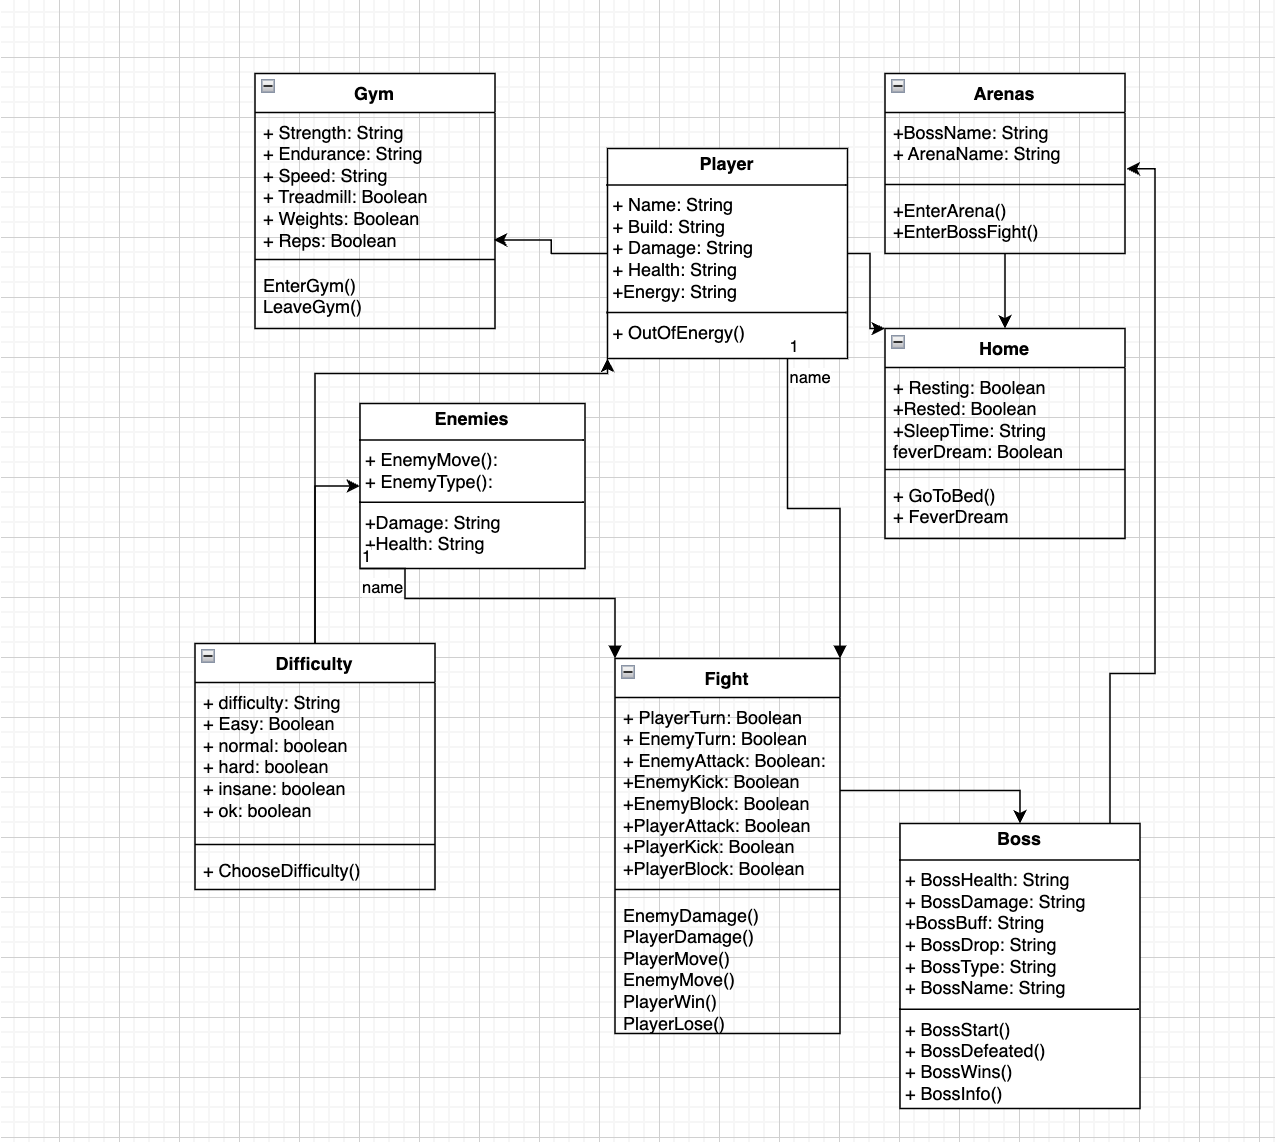 Gym
+ Strength: String
+ Endurance: String
+ Speed: String
+ Treadmill: Boolean
+ Weights: Boolean
+ Reps: Boolean
EnterGym()
LeaveGym()
Player
+ Name: String
+ Build: String
+ Damage: String
+ Health: String
+Energy: String
+ OutOfEnergy()
1
name
Arenas
+BossName: String
+ ArenaName: String
+EnterArena()
+EnterBossFight()
Home
+ Resting: Boolean
+Rested: Boolean
+SleepTime: String
feverDream: Boolean
+ GoToBed()
+ FeverDream
Enemies
+ EnemyMove():
+ EnemyType():
+Damage: String
+Health: String
1
name
Difficulty
+ difficulty: String
+ Easy: Boolean
+ normal: boolean
+ hard: boolean
+ insane: boolean
+ ok: boolean
+ ChooseDifficulty()
Fight
+ PlayerTurn: Boolean
+ EnemyTurn: Boolean
+ EnemyAttack: Boolean:
+EnemyKick: Boolean
+EnemyBlock: Boolean
+PlayerAttack: Boolean
+PlayerKick: Boolean
+PlayerBlock: Boolean
EnemyDamage()
PlayerDamage()
PlayerMove()
EnemyMove()
PlayerWin()
PlayerLose()
Boss
+ BossHealth: String
+ BossDamage: String
+BossBuff: String
+ BossDrop: String
+ BossType: String
+ BossName: String
+ BossStart()
+ BossDefeated()
+ BossWins()
+ BossInfo()